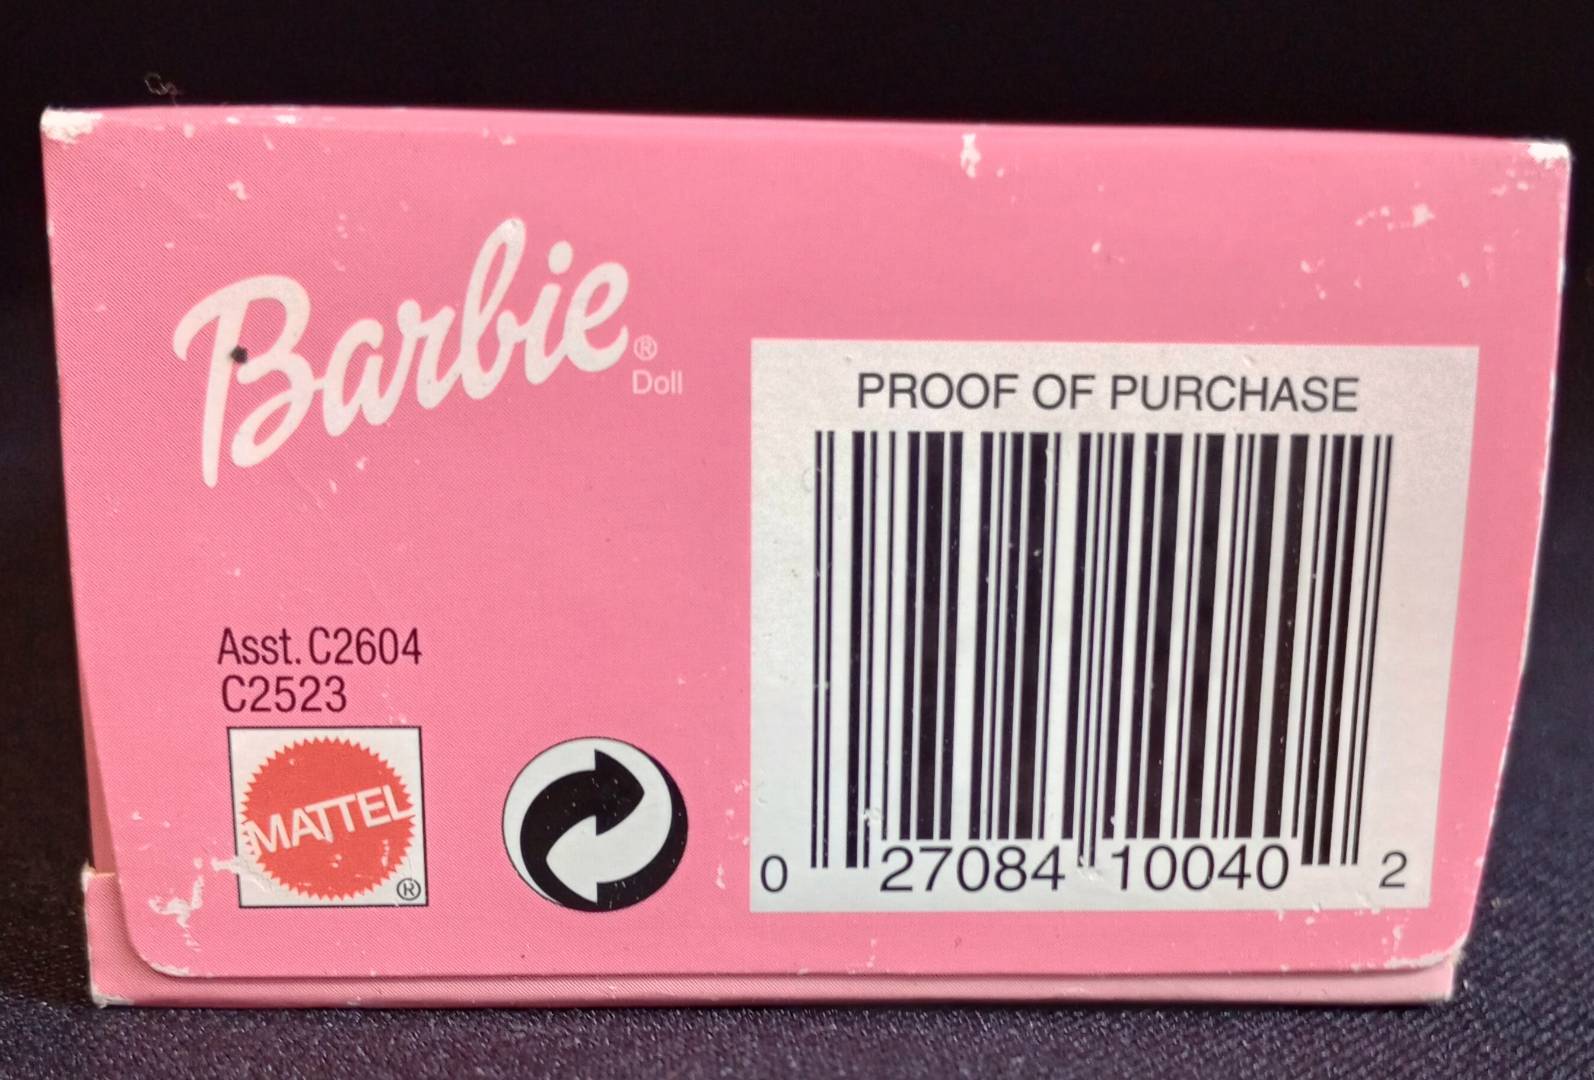 Barbie®
Doll
PROOF OF PURCHASE
Asst. C2604
C2523
MATTEL
®
0 27084 10040 2